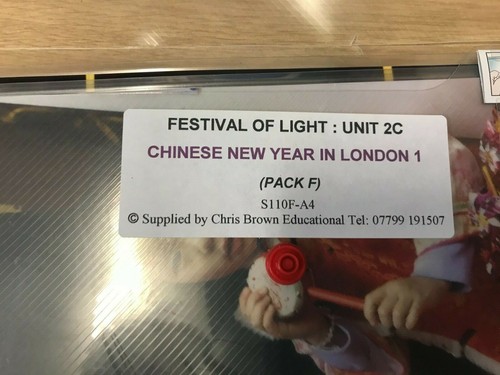 FESTIVAL OF LIGHT : UNIT 2C
CHINESE NEW YEAR IN LONDON 1
(PACK F)
S110F-A4
© Supplied by Chris Brown Educational Tel: 07799 191507